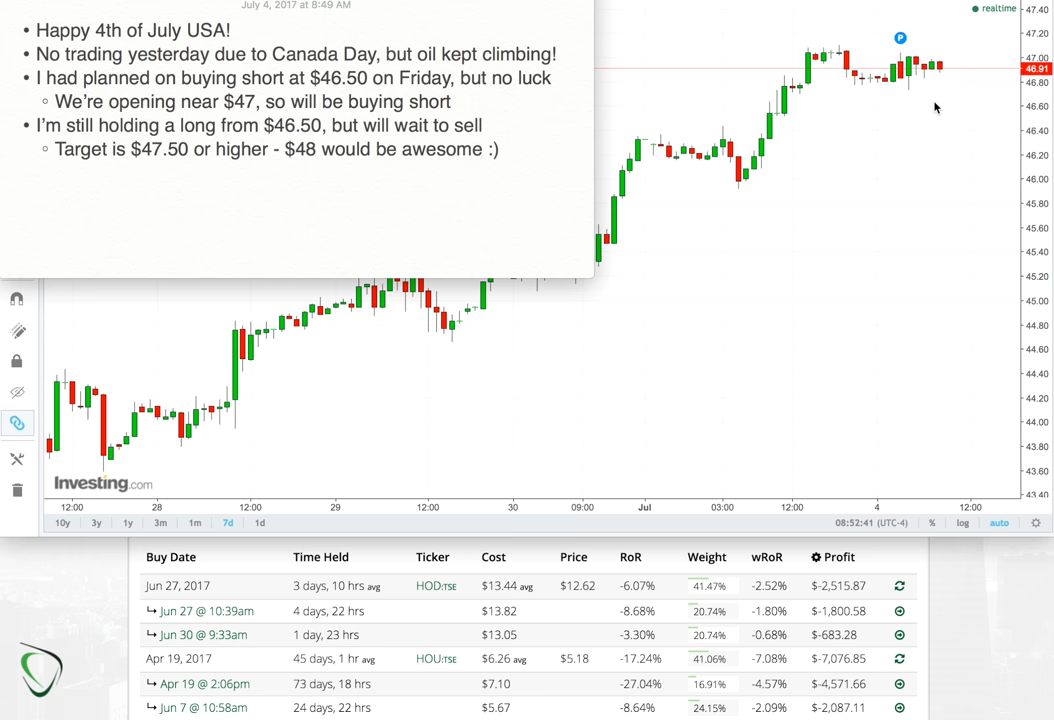 July 4, 2017 at 8:49 AM
• Happy 4th of July USA!
• No trading yesterday due to Canada Day, but oil kept climbing!
• I had planned on buying short at $46.50 on Friday, but no luck
◦ We're opening near $47, so will be buying short
• I'm still holding a long from $46.50, but will wait to sell
◦ Target is $47.50 or higher - $48 would be awesome :)
realtime
P
47.40
47.20
47.00
46.91
46.80
46.60
46.40
46.20
46.00
45.80
45.60
45.40
45.20
45.00
44.80
44.60
44.40
44.20
44.00
43.80
43.60
43.40
Investing.com
12:00 28 12:00 29 12:00 30 09:00 Jul 03:00 12:00 4 12:00
10y 3y 1y 3m 1m 7d 1d 08:52:41 (UTC-4) % log auto
Buy Date Time Held Ticker Cost Price RoR Weight wRoR Profit
Jun 27, 2017 3 days, 10 hrs avg HOD:TSE $13.44 avg $12.62 -6.07% 41.47% -2.52% $-2,515.87
Jun 27 @ 10:39am 4 days, 22 hrs $13.82 -8.68% 20.74% -1.80% $-1,800.58
Jun 30 @ 9:33am 1 day, 23 hrs $13.05 -3.30% 20.74% -0.68% $-683.28
Apr 19, 2017 45 days, 1 hr avg HOU:TSE $6.26 avg $5.18 -17.24% 41.06% -7.08% $-7,076.85
Apr 19 @ 2:06pm 73 days, 18 hrs $7.10 -27.04% 16.91% -4.57% $-4,571.66
Jun 7 @ 10:58am 24 days, 22 hrs $5.67 -8.64% 24.15% -2.09% $-2,087.11